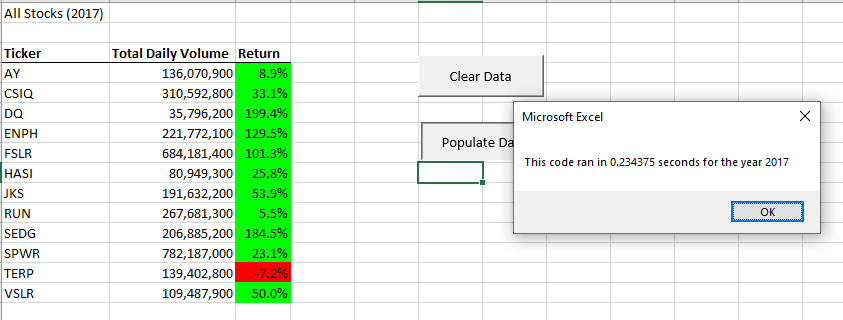 All Stocks (2017)
Ticker Total Daily Volume Return
AY 136,070,900 8.9%
CSIQ 310,592,800 33.1%
DQ 35,796,200 199.4%
ENPH 221,772,100 129.5%
FSLR 684,181,400 101.3%
HASI 80,949,300 25.8%
JKS 191,632,200 53.9%
RUN 267,681,300 5.5%
SEDG 206,885,200 184.5%
SPWR 782,187,000 23.1%
TERP 139,402,800 -7.2%
VSLR 109,487,900 50.0%
Clear Data
Populate Da
Microsoft Excel
This code ran in 0.234375 seconds for the year 2017
OK